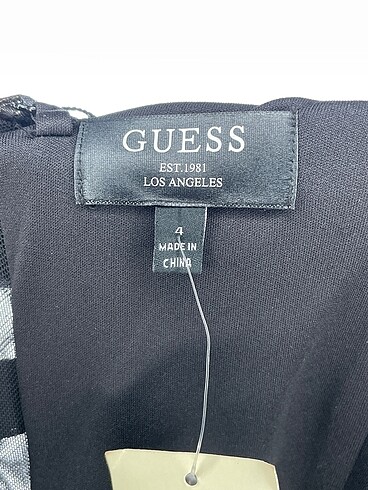 GUESS
EST.1981
LOS ANGELES
4
MADE IN
CHINA